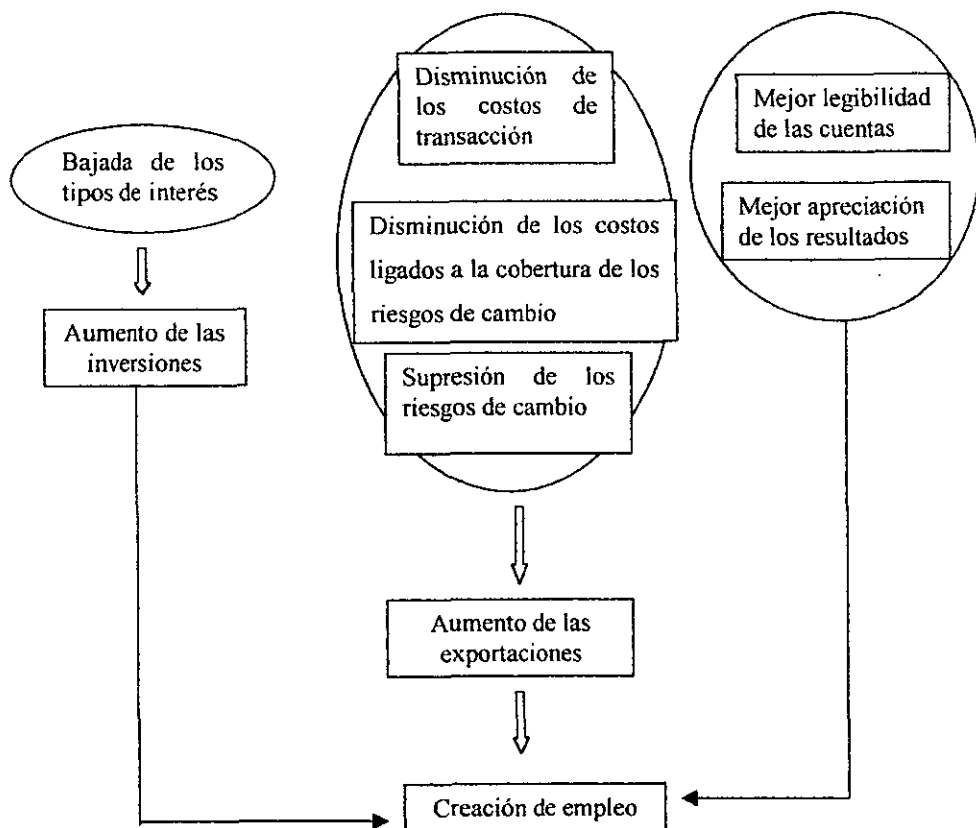 Bajada de los
tipos de interés
Aumento de las
inversiones
Disminución de
los costos de
transacción
Disminución de los costos
ligados a la cobertura de los
riesgos de cambio
Supresión de los
riesgos de cambio
Aumento de las
exportaciones
Mejor legibilidad
de las cuentas
Mejor apreciación
de los resultados
Creación de empleo